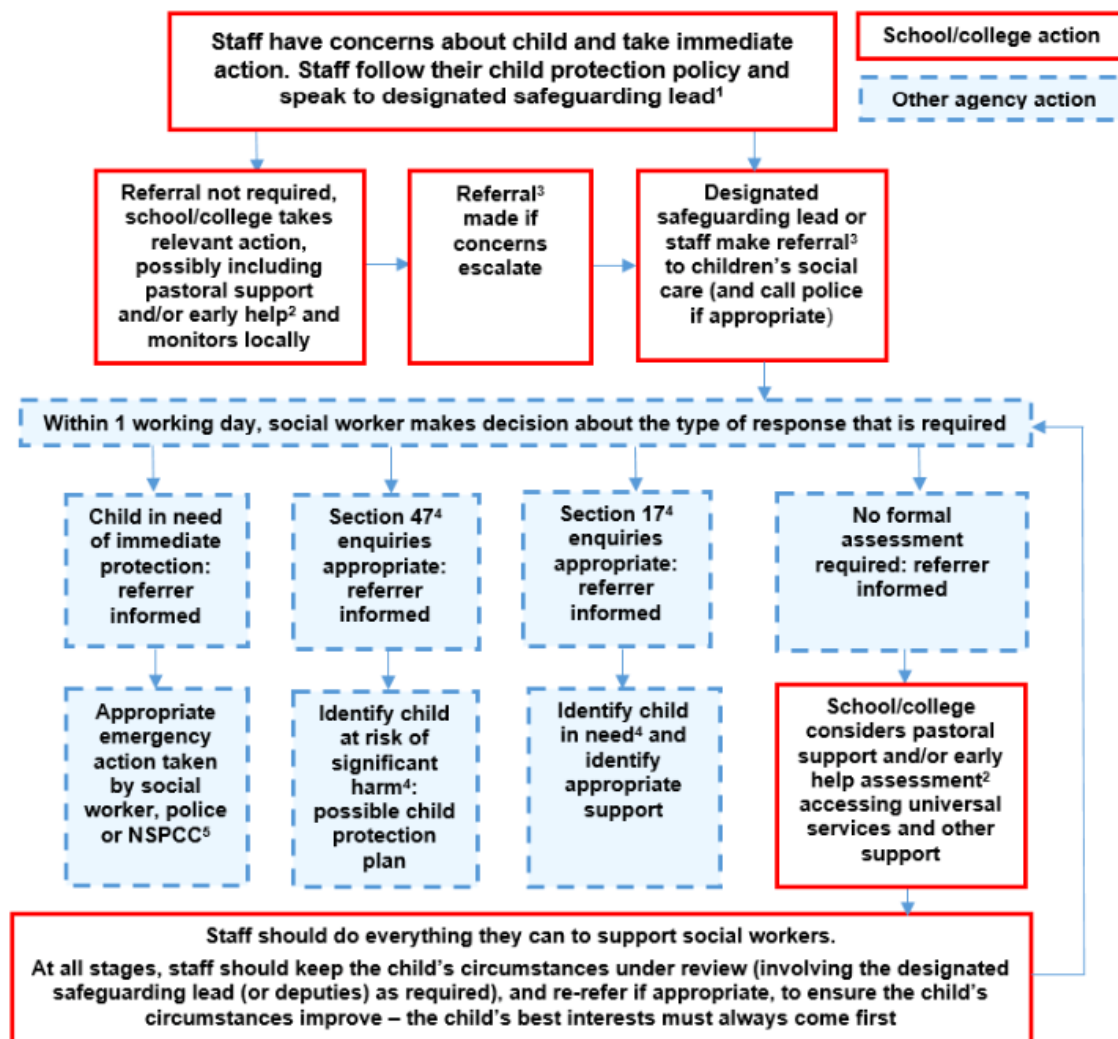 Staff have concerns about child and take immediate
action. Staff follow their child protection policy and
speak to designated safeguarding lead¹
School/college action
Other agency action
Referral not required,
school/college takes
relevant action,
possibly including
pastoral support
and/or early help² and
monitors locally
Referral³
made if
concerns
escalate
Designated
safeguarding lead or
staff make referral³
to children’s social
care (and call police
if appropriate)
Within 1 working day, social worker makes decision about the type of response that is required
Child in need
of immediate
protection:
referrer
informed
Section 47⁴
enquiries
appropriate:
referrer
informed
Section 17⁴
enquiries
appropriate:
referrer
informed
No formal
assessment
required: referrer
informed
Appropriate
emergency
action taken
by social
worker, police
or NSPCC⁵
Identify child
at risk of
significant
harm⁴:
possible child
protection
plan
Identify child
in need⁴ and
identify
appropriate
support
School/college
considers pastoral
support and/or early
help assessment²
accessing universal
services and other
support
Staff should do everything they can to support social workers.
At all stages, staff should keep the child’s circumstances under review (involving the designated
safeguarding lead (or deputies) as required), and re-refer if appropriate, to ensure the child’s
circumstances improve – the child’s best interests must always come first